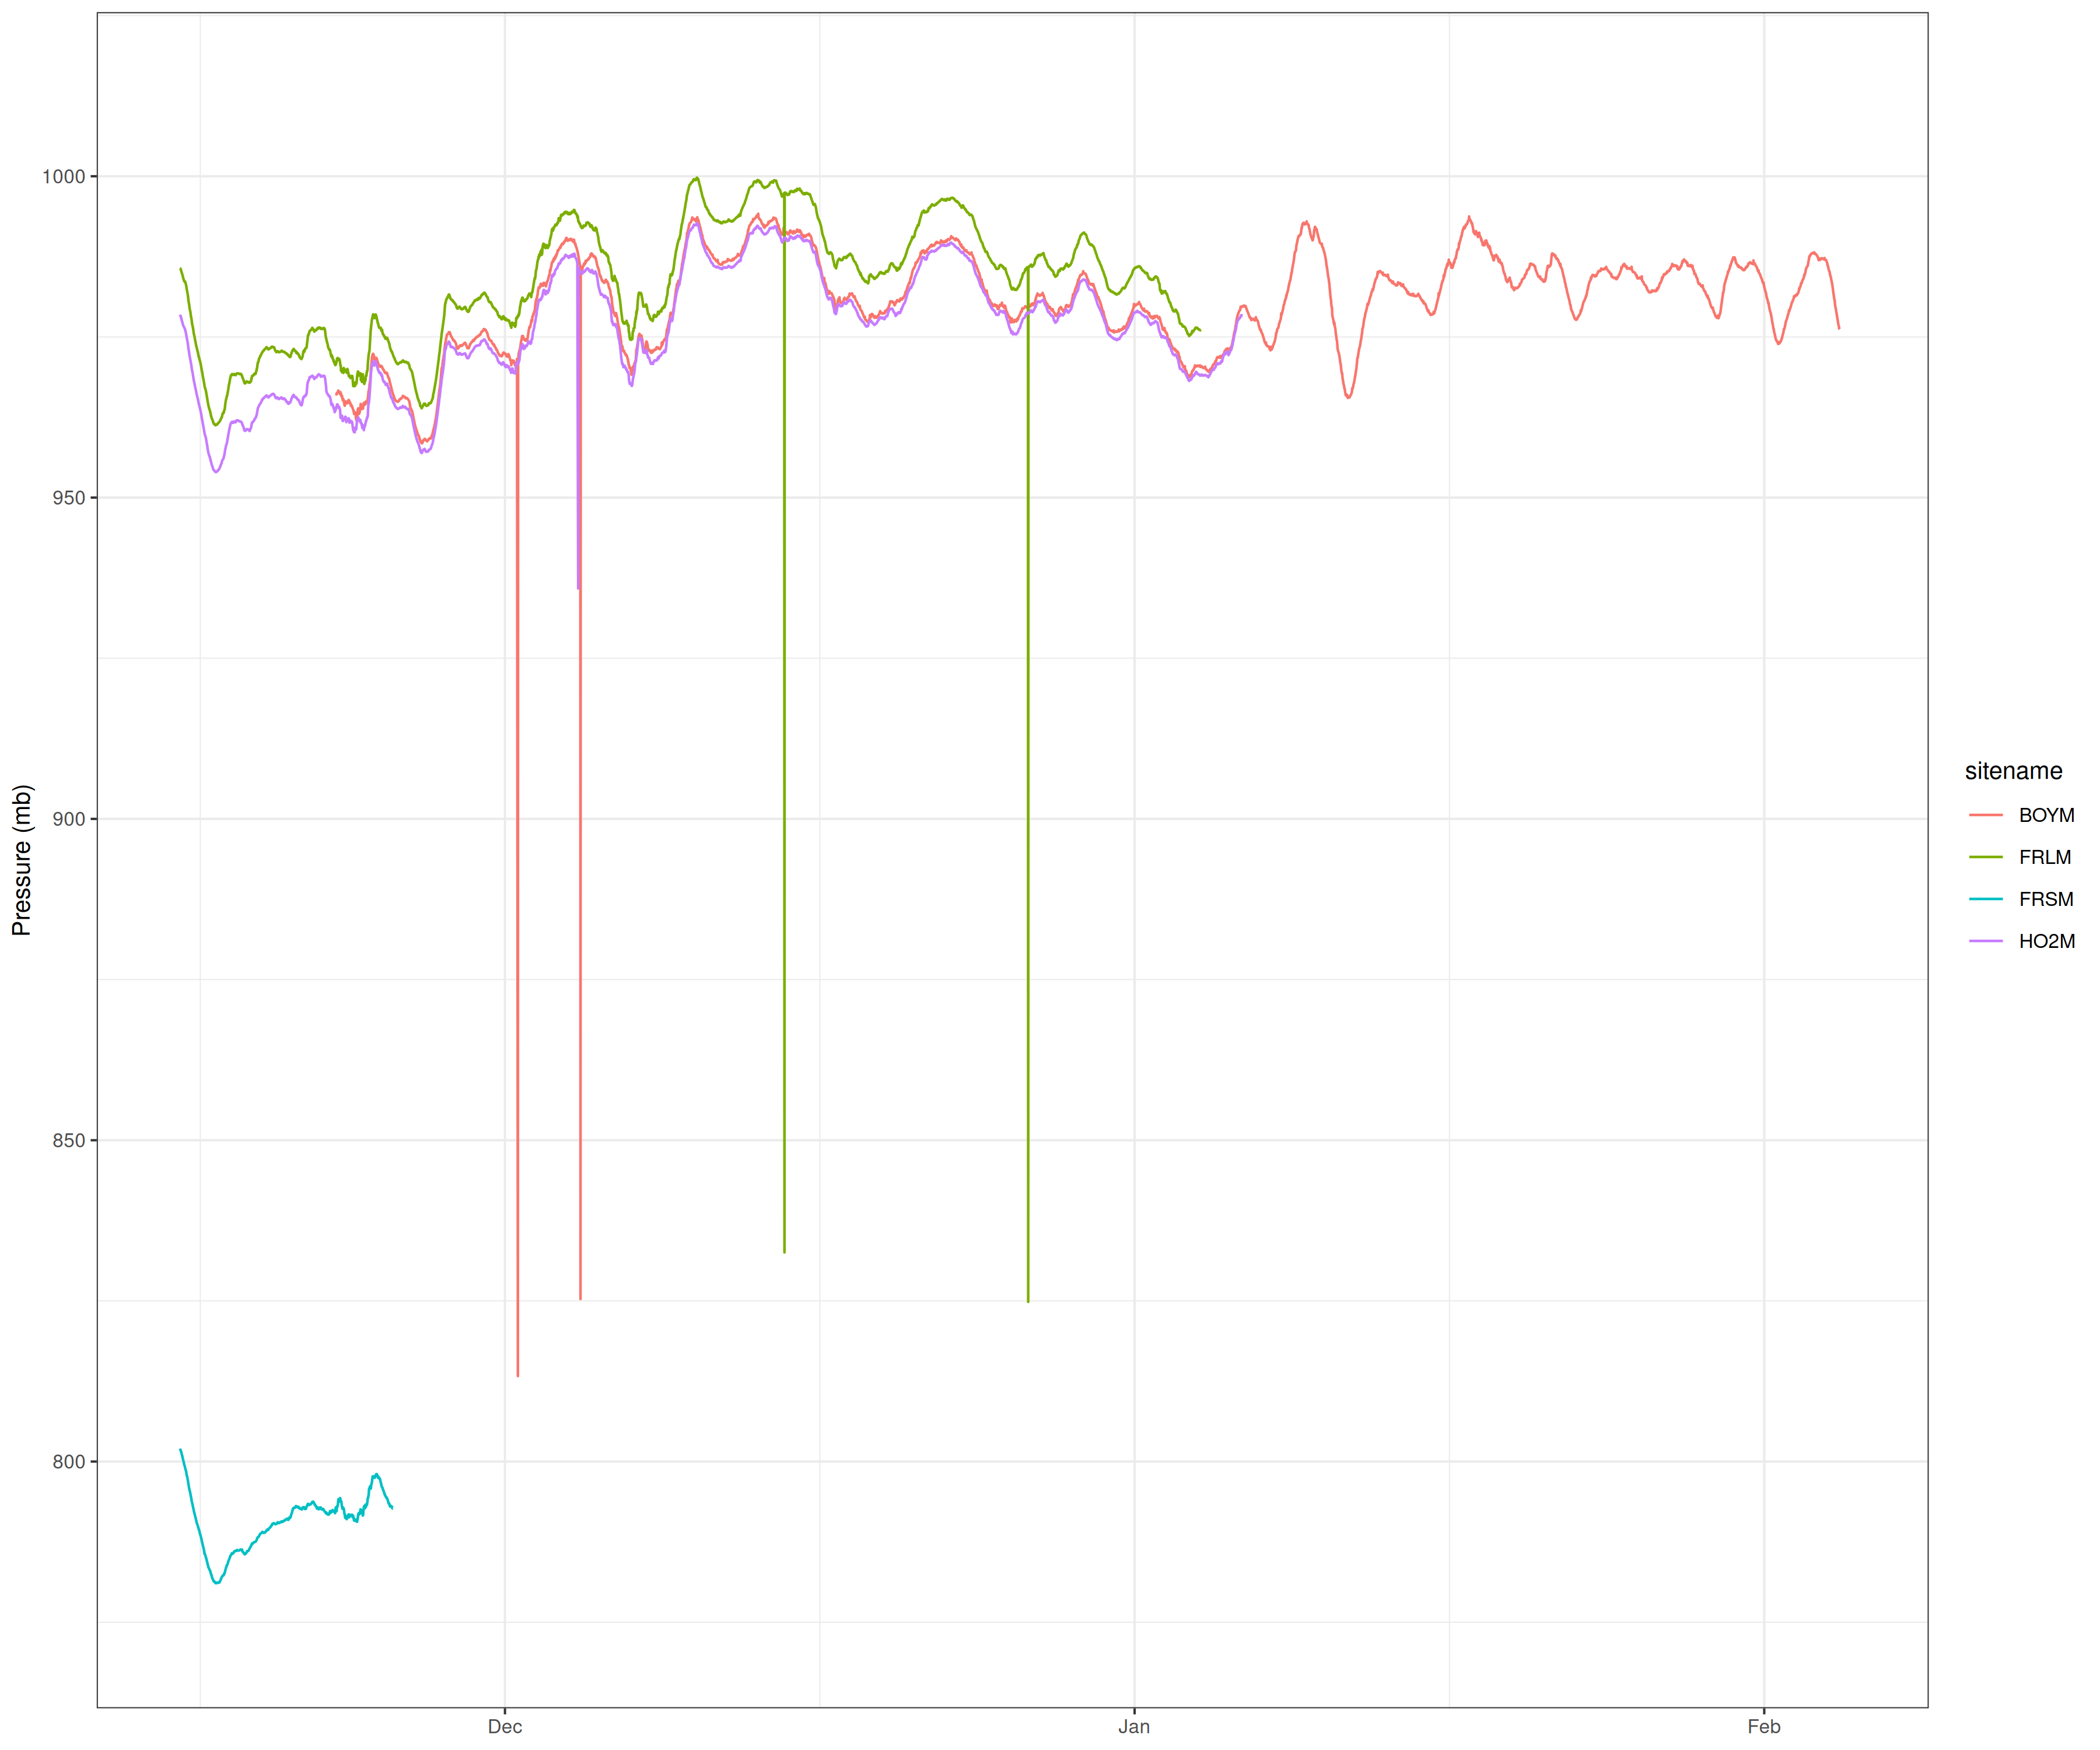 1000
950
900
850
800
Pressure (mb)
Dec
Jan
Feb
sitename
BOYM
FRLM
FRSM
HO2M